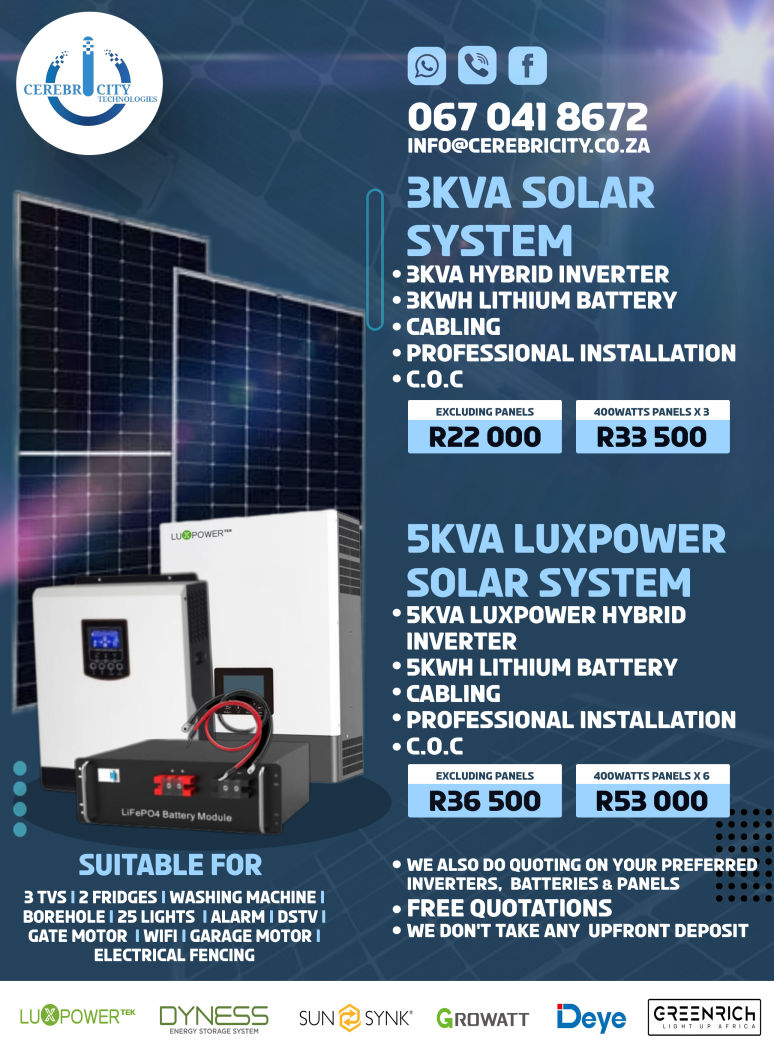 CEREBRICITY
TECHNOLOGIES
067 041 8672
INFO@CEREBRICITY.CO.ZA
3KVA SOLAR
SYSTEM
• 3KVA HYBRID INVERTER
• 3KWH LITHIUM BATTERY
• CABLING
• PROFESSIONAL INSTALLATION
• C.O.C
EXCLUDING PANELS
R22 000
400WATTS PANELS X 3
R33 500
LUXPOWERTEK
5KVA LUXPOWER
SOLAR SYSTEM
• 5KVA LUXPOWER HYBRID
INVERTER
• 5KWH LITHIUM BATTERY
• CABLING
• PROFESSIONAL INSTALLATION
• C.O.C
EXCLUDING PANELS
R36 500
400WATTS PANELS X 6
R53 000
LiFePO4 Battery Module
SUITABLE FOR
3 TVS | 2 FRIDGES | WASHING MACHINE |
BOREHOLE | 25 LIGHTS | ALARM | DSTV |
GATE MOTOR | WIFI | GARAGE MOTOR |
ELECTRICAL FENCING
• WE ALSO DO QUOTING ON YOUR PREFERRED
INVERTERS, BATTERIES & PANELS
• FREE QUOTATIONS
• WE DON'T TAKE ANY UPFRONT DEPOSIT
LUXPOWERTEK
DYNESS
ENERGY STORAGE SYSTEM
SUN SYNK®
GROWATT
Deye
GREENRICH
LIGHT UP AFRICA